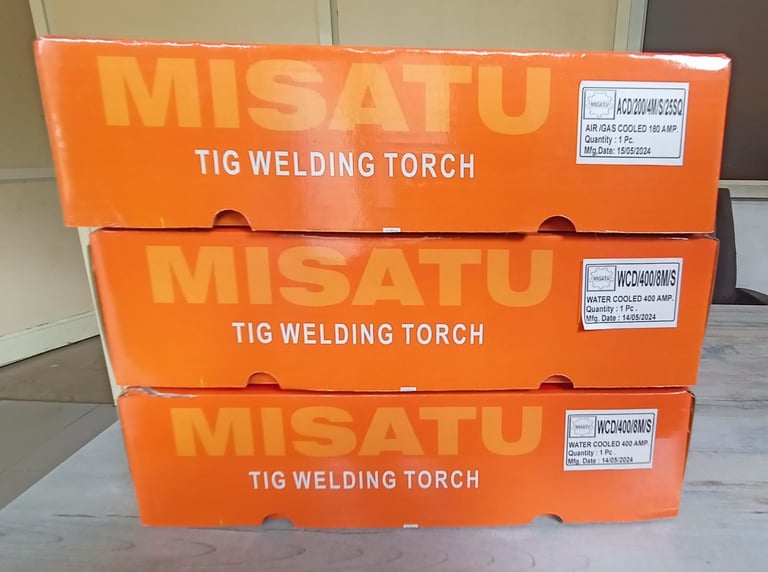 MISATU
TIG WELDING TORCH
MISATU
ACD/200/4M/S/25SQ
AIR /GAS COOLED 180 AMP.
Quantity : 1 Pc.
Mfg.Date: 15/05/2024
MISATU
TIG WELDING TORCH
MISATU
WCD/400/8M/S
WATER COOLED 400 AMP.
Quantity : 1 Pc .
Mfg. Date : 14/05/2024
MISATU
TIG WELDING TORCH
MISATU
WCD/400/8M/S
WATER COOLED 400 AMP.
Quantity : 1 Pc .
Mfg. Date : 14/05/2024